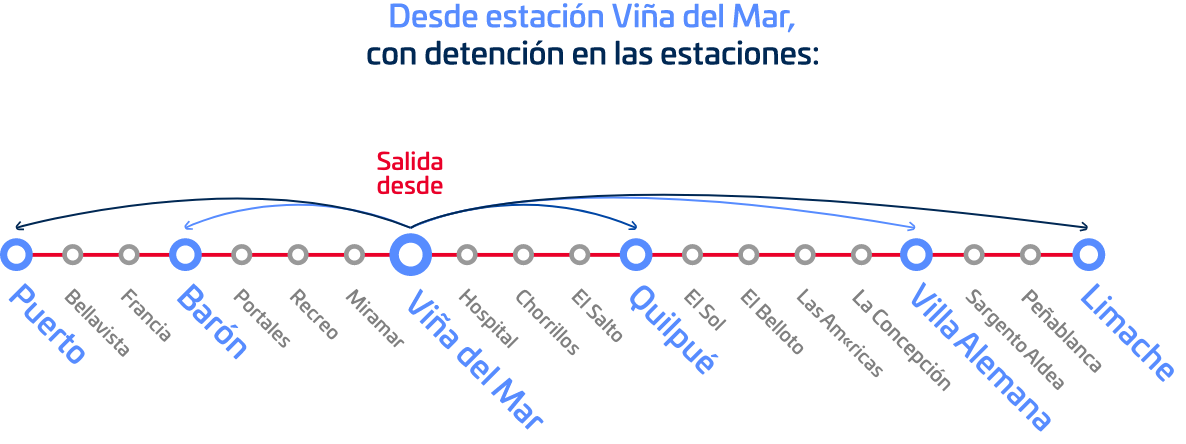 Desde estación Viña del Mar,
con detención en las estaciones:
Salida
desde
Puerto
Bellavista
Francia
Barón
Portales
Recreo
Miramar
Viña del Mar
Hospital
Chorrillos
El Salto
Quilpué
El Sol
El Belloto
Las Am«ricas
La Concepción
Villa Alemana
Sargento Aldea
Peñablanca
Limache